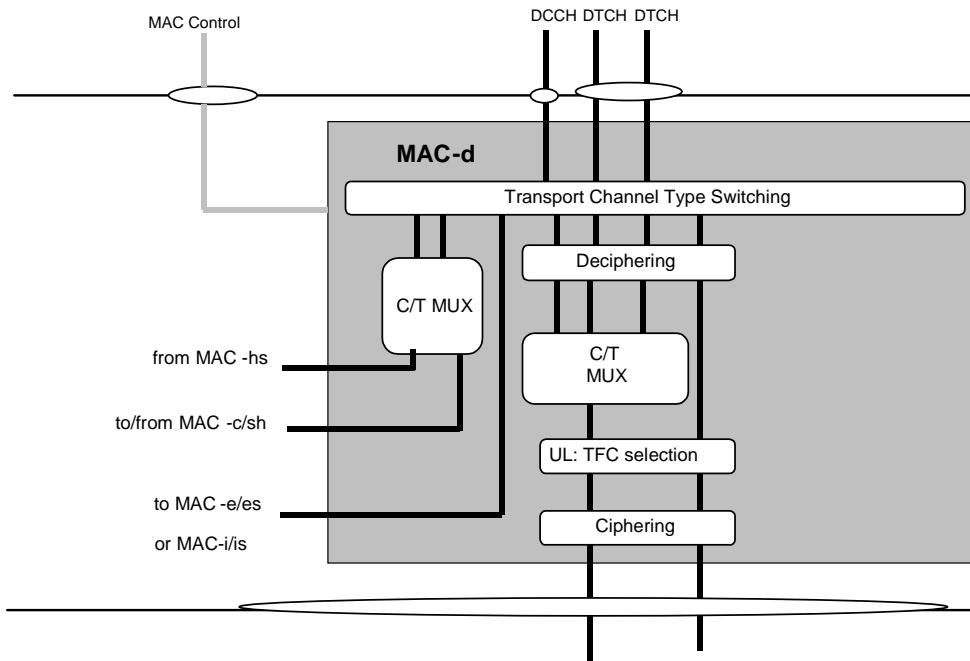 MAC Control
DCCH DTCH DTCH
MAC-d
Transport Channel Type Switching
Deciphering
C/T MUX
from MAC -hs
C/T
MUX
to/from MAC -c/sh
UL: TFC selection
to MAC -e/es
or MAC-i/is
Ciphering